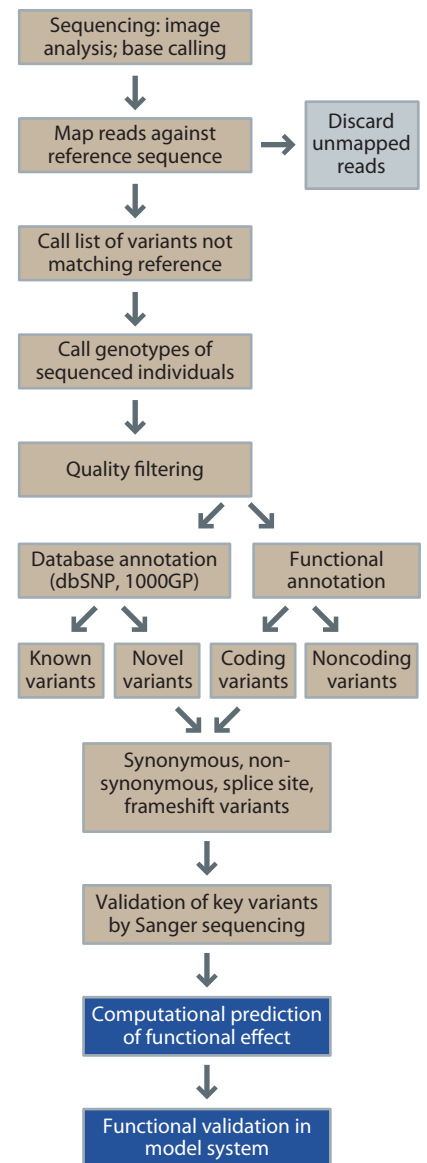 Sequencing: image
analysis; base calling
Map reads against
reference sequence
Discard
unmapped
reads
Call list of variants not
matching reference
Call genotypes of
sequenced individuals
Quality filtering
Database annotation
(dbSNP, 1000GP)
Functional
annotation
Known
variants
Novel
variants
Coding
variants
Noncoding
variants
Synonymous, non-
synonymous, splice site,
frameshift variants
Validation of key variants
by Sanger sequencing
Computational prediction
of functional effect
Functional validation in
model system